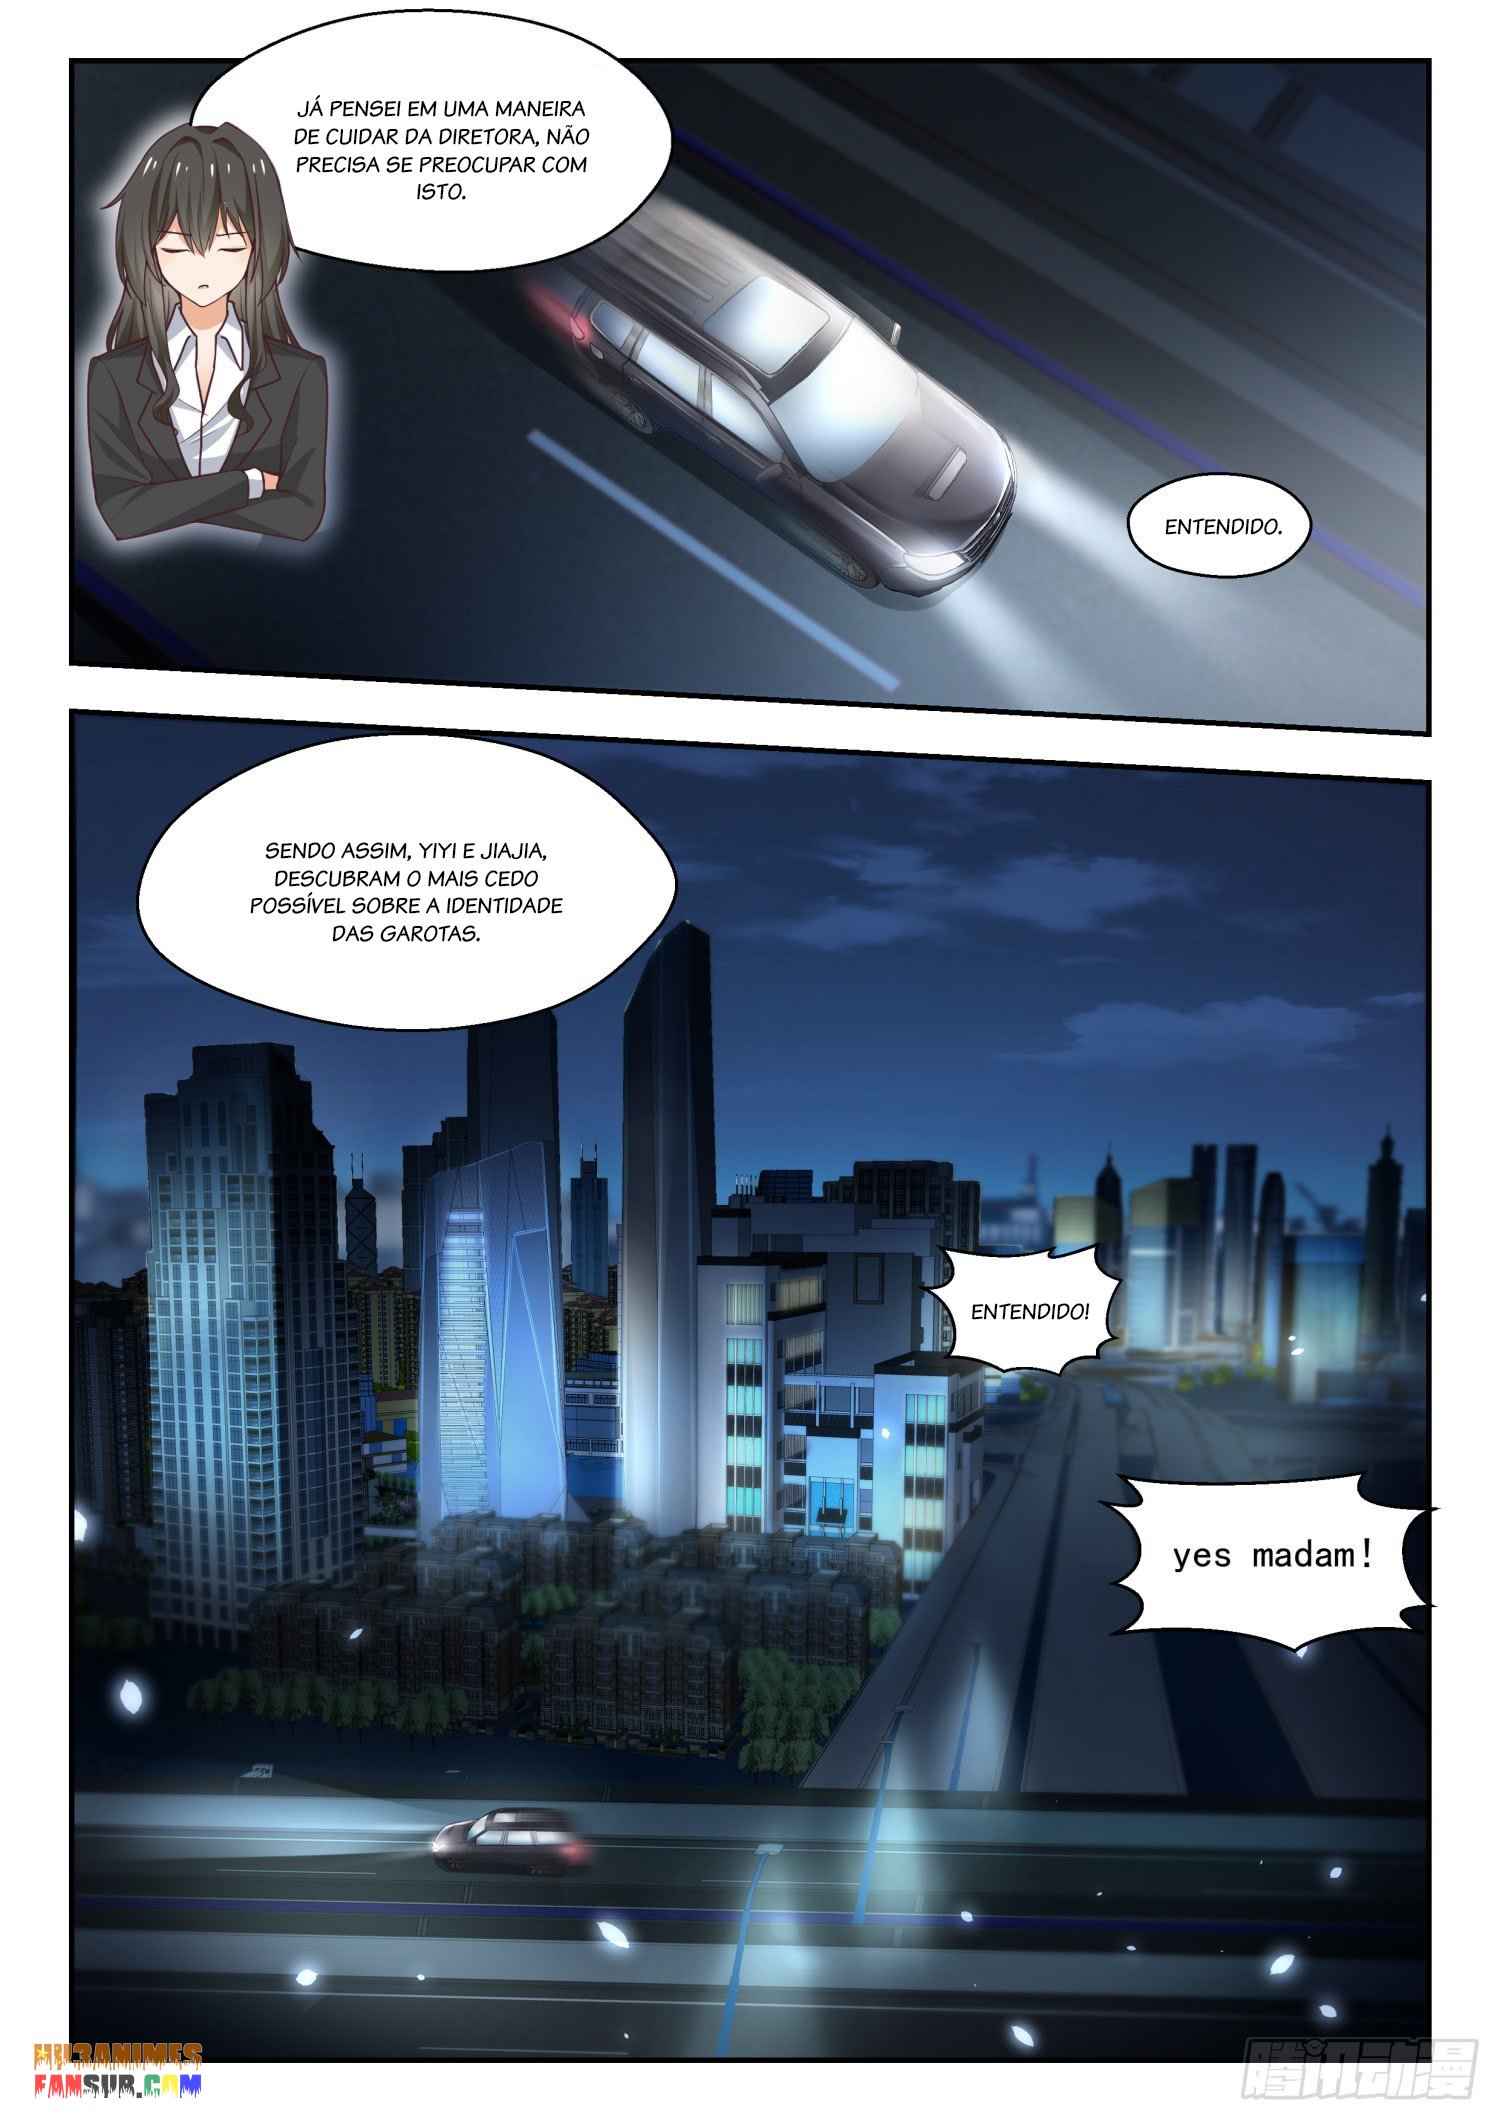 JÁ PENSEI EM UMA MANEIRA
DE CUIDAR DA DIRETORA, NÃO
PRECISA SE PREOCUPAR COM
ISTO.
ENTENDIDO.
SENDO ASSIM, YIYI E JIAJIA,
DESCUBRAM O MAIS CEDO
POSSÍVEL SOBRE A IDENTIDADE
DAS GAROTAS.
ENTENDIDO!
yes madam!
HU3ANIMES
FANSUB.COM
腾讯动漫